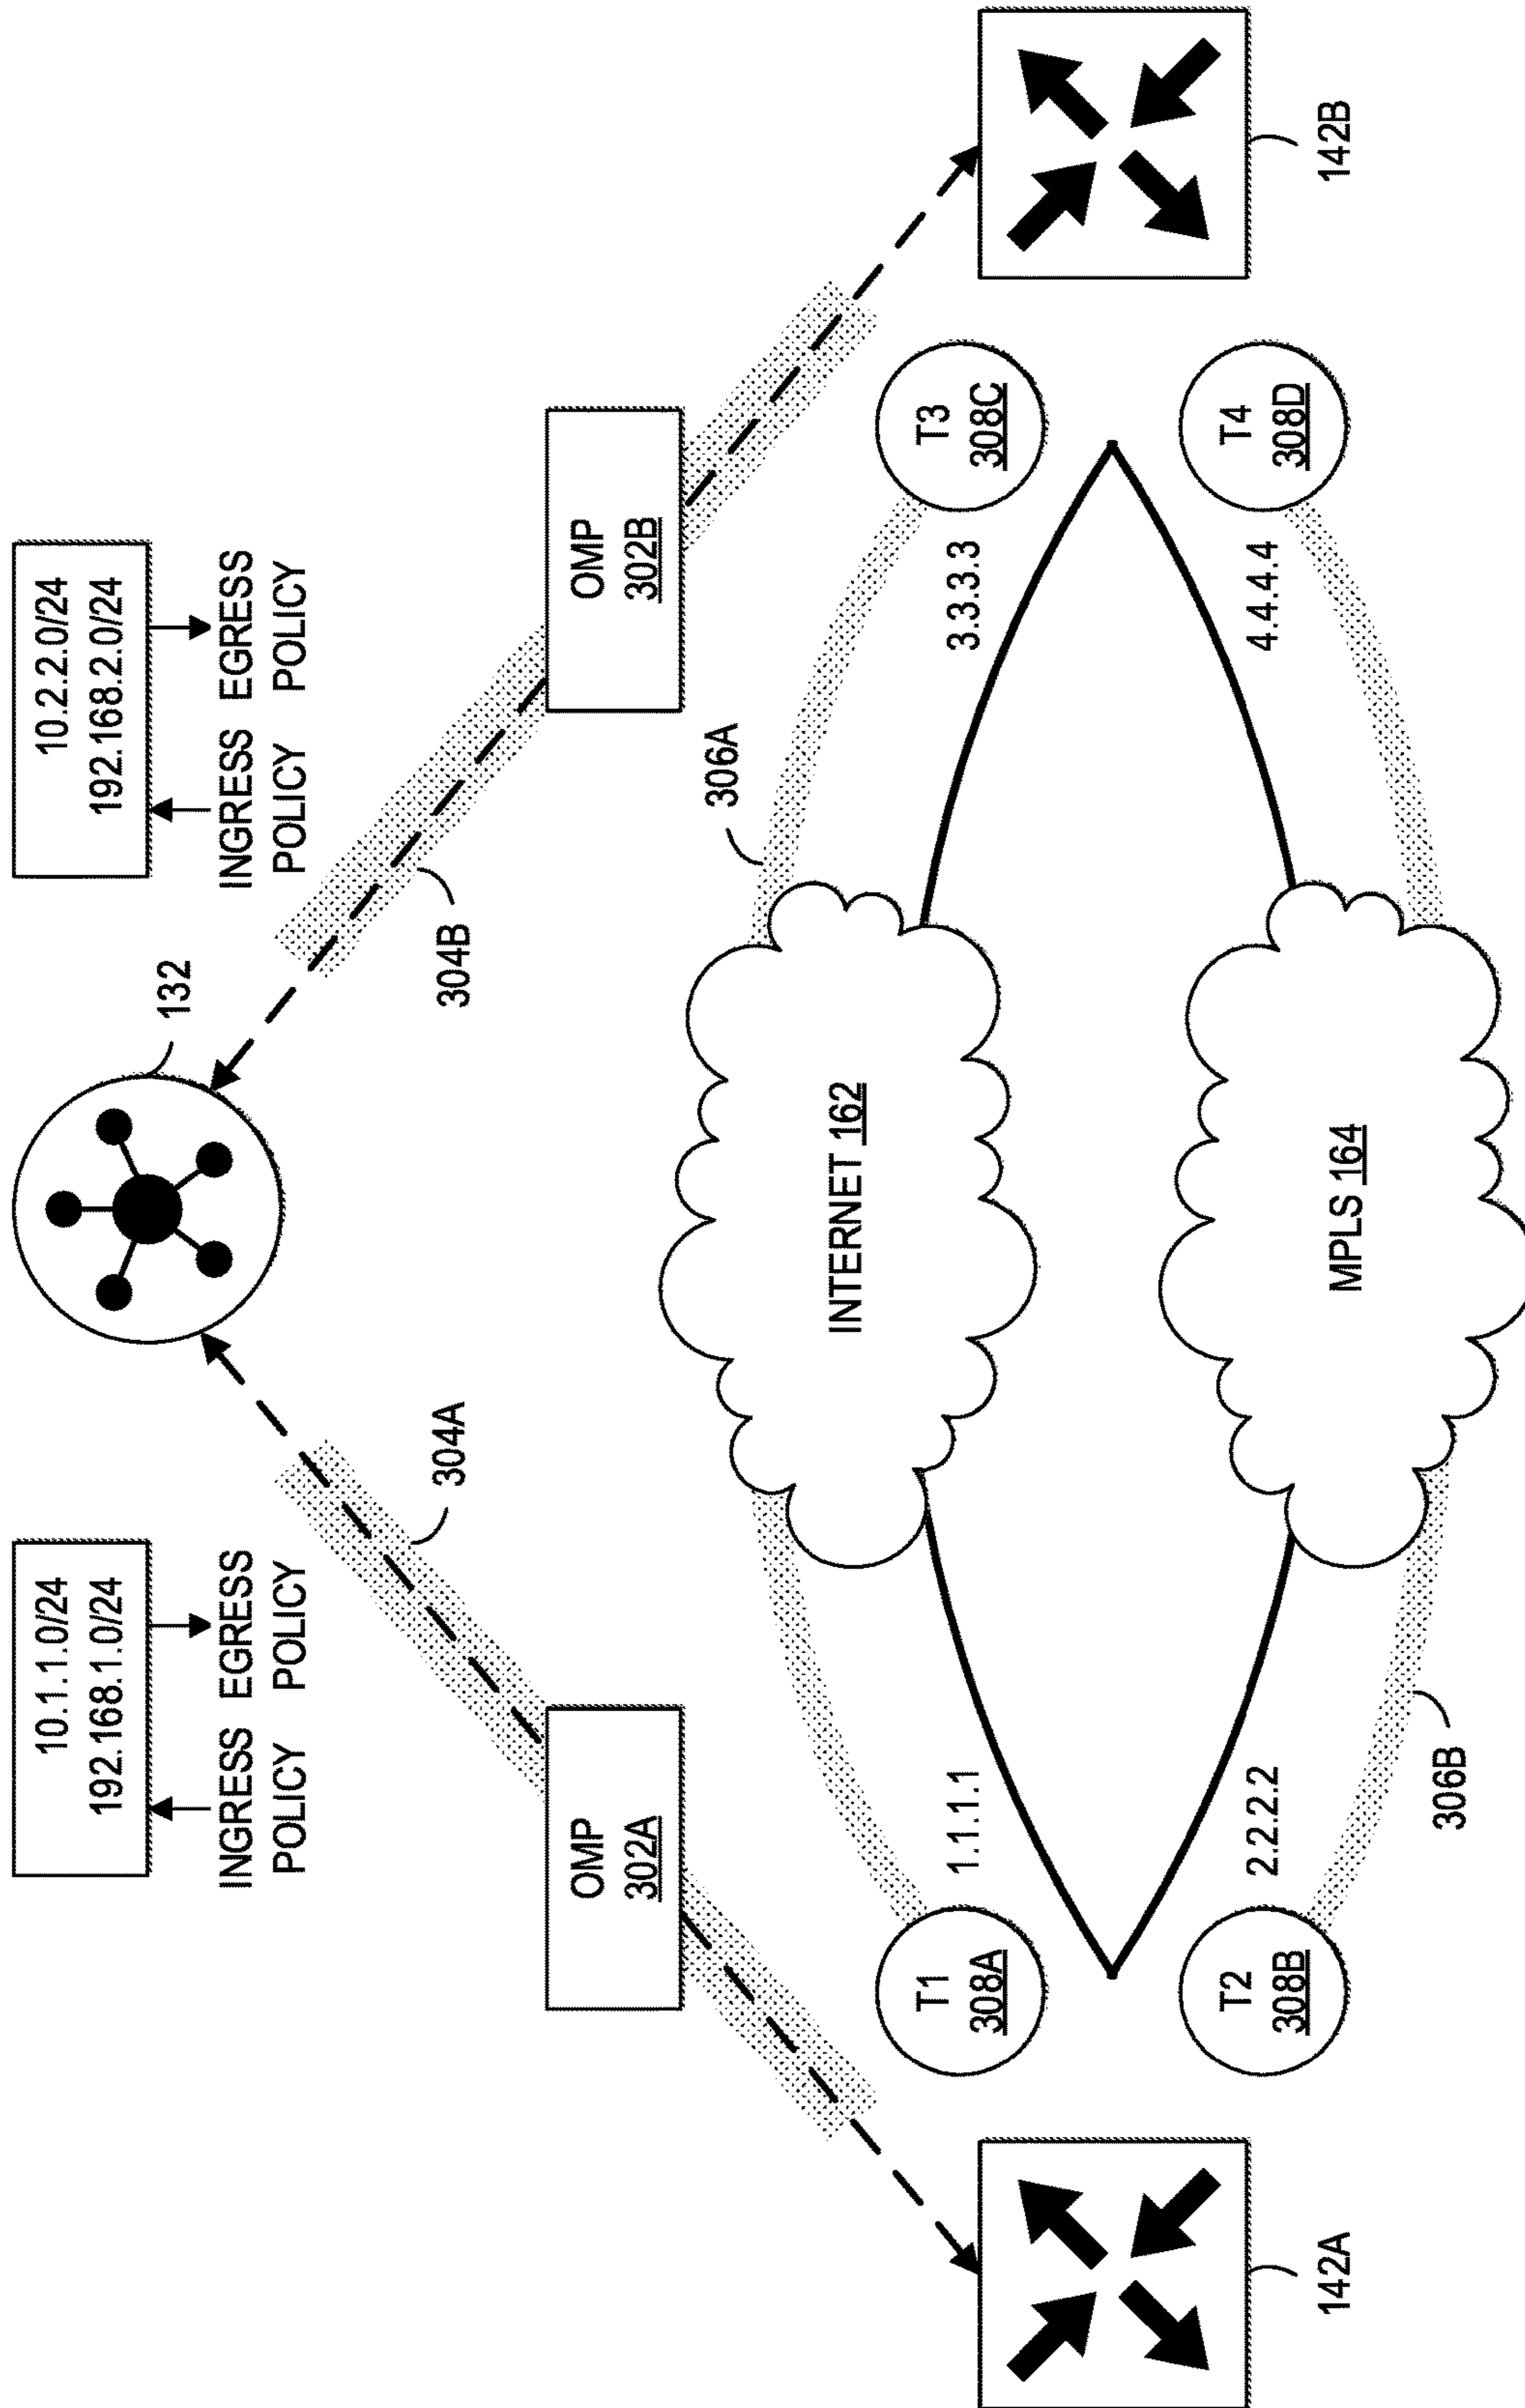 10.1.1.0/24
192.168.1.0/24
INGRESS EGRESS
POLICY POLICY
132
10.2.2.0/24
192.168.2.0/24
INGRESS EGRESS
POLICY POLICY
304A
304B
OMP
302A
OMP
302B
306A
T1
308A
1.1.1.1
INTERNET 162
3.3.3.3
T3
308C
T2
308B
2.2.2.2
MPLS 164
4.4.4.4
T4
308D
142A
306B
142B